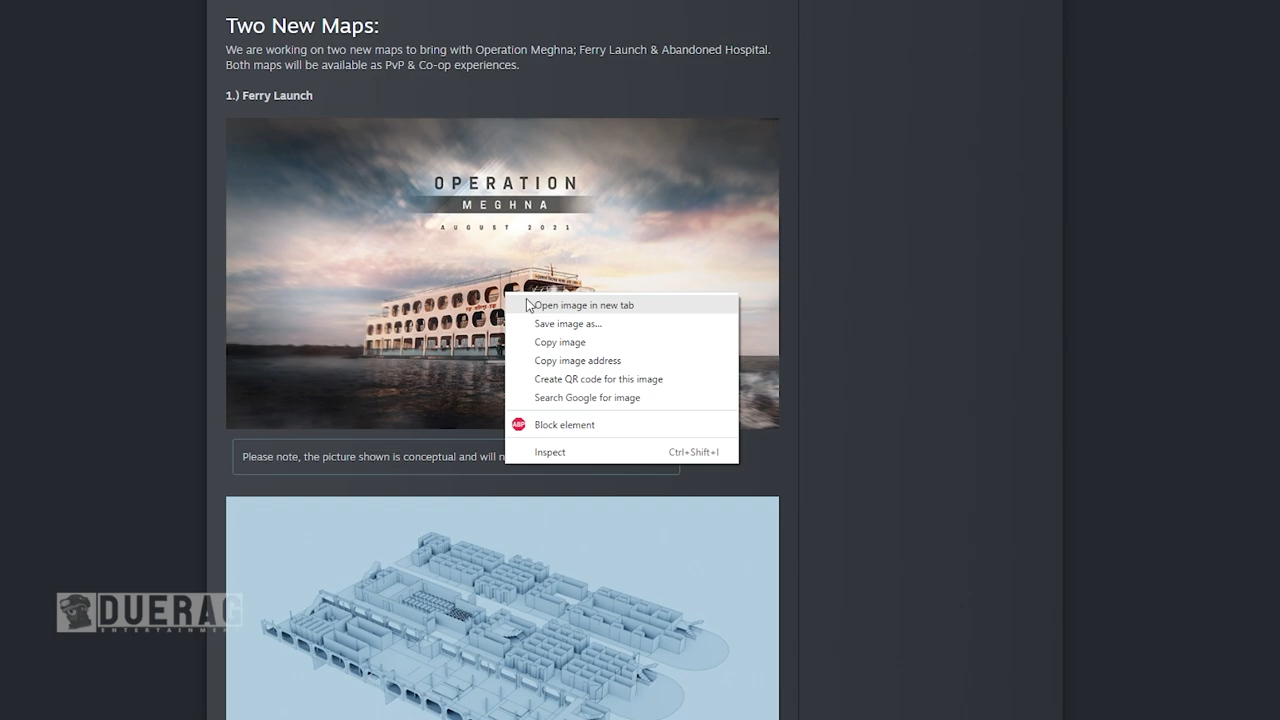 Two New Maps:
We are working on two new maps to bring with Operation Meghna; Ferry Launch & Abandoned Hospital.
Both maps will be available as PvP & Co-op experiences.
1.) Ferry Launch
OPERATION
MEGHNA
AUGUST 2021
Open image in new tab
Save image as...
Copy image
Copy image address
Create QR code for this image
Search Google for image
ABP Block element
Inspect Ctrl+Shift+I
Please note, the picture shown is conceptual and will
DUERAG
ENTERTAINMENT